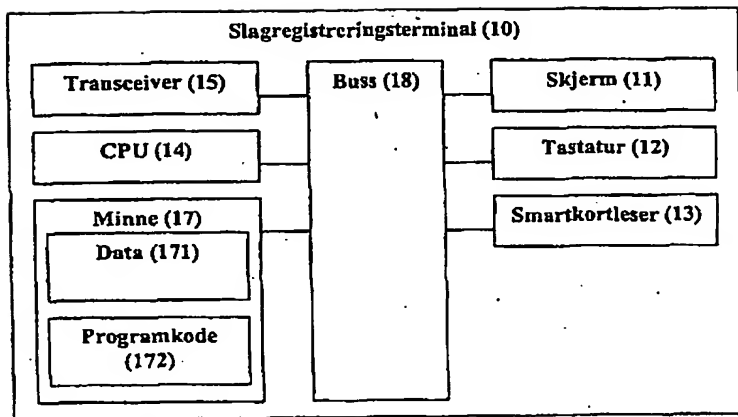 Slagregistreringsterminal (10)
Transceiver (15)
Buss (18)
Skjerm (11)
CPU (14)
Tastatur (12)
Minne (17)
Smartkortleser (13)
Data (171)
Programkode
(172)